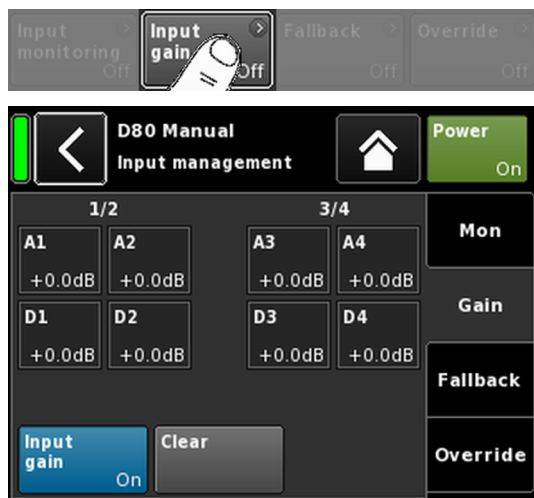 Input
monitoring
Off
Input
gain
Off
Fallback
Off
Override
Off
D80 Manual
Input management
Power
On
1/2
3/4
A1
+0.0dB
A2
+0.0dB
A3
+0.0dB
A4
+0.0dB
Mon
D1
+0.0dB
D2
+0.0dB
D3
+0.0dB
D4
+0.0dB
Gain
Fallback
Input
gain
On
Clear
Override